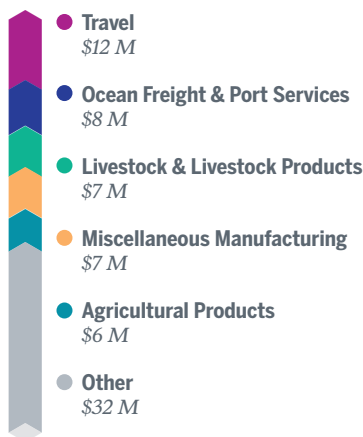 Travel
$12 M
Ocean Freight & Port Services
$8 M
Livestock & Livestock Products
$7 M
Miscellaneous Manufacturing
$7 M
Agricultural Products
$6 M
Other
$32 M